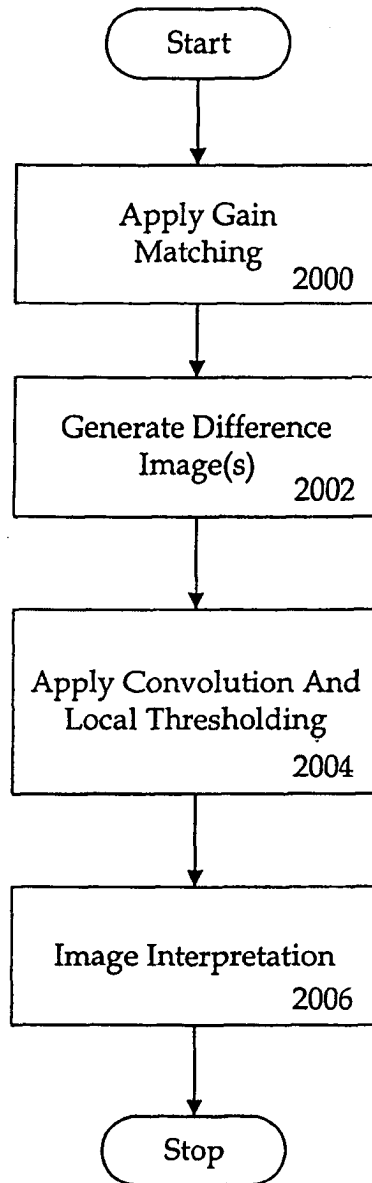 Start
Apply Gain
Matching
2000
Generate Difference
Image(s)
2002
Apply Convolution And
Local Thresholding
2004
Image Interpretation
2006
Stop